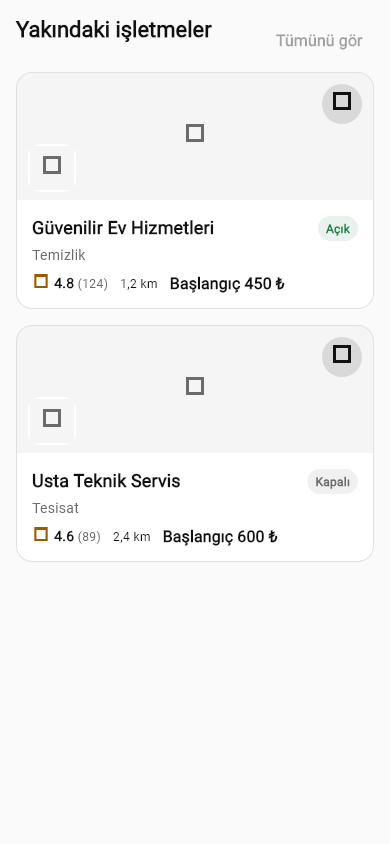 Yakındaki işletmeler
Tümünü gör
Güvenilir Ev Hizmetleri
Açık
Temizlik
4.8 (124) 1,2 km Başlangıç 450 ₺
Usta Teknik Servis
Kapalı
Tesisat
4.6 (89) 2,4 km Başlangıç 600 ₺